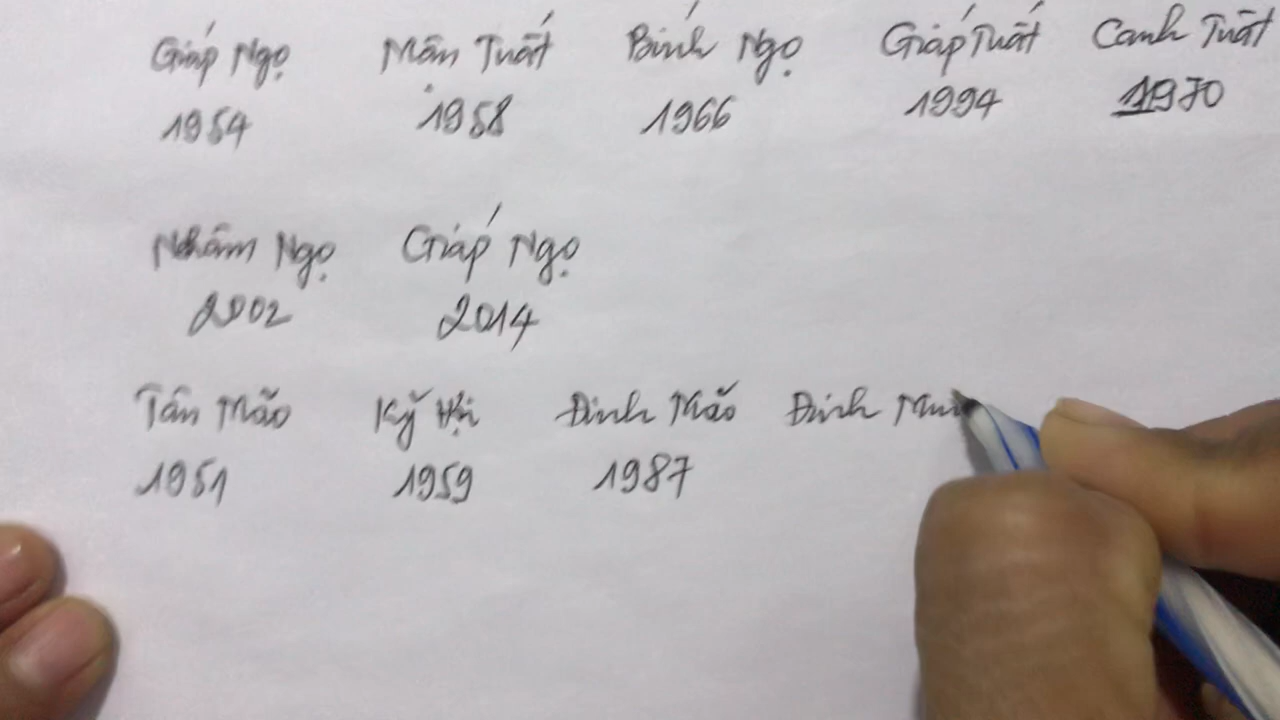 Giáp Ngọ Mậu Tuất Bính Ngọ Giáp Tuất Canh Tuất
1954 1958 1966 1994 1970
Nhâm Ngọ Giáp Ngọ
2002 2014
Tân Mão Kỹ Hợi Đinh Mão Đinh
1951 1959 1987